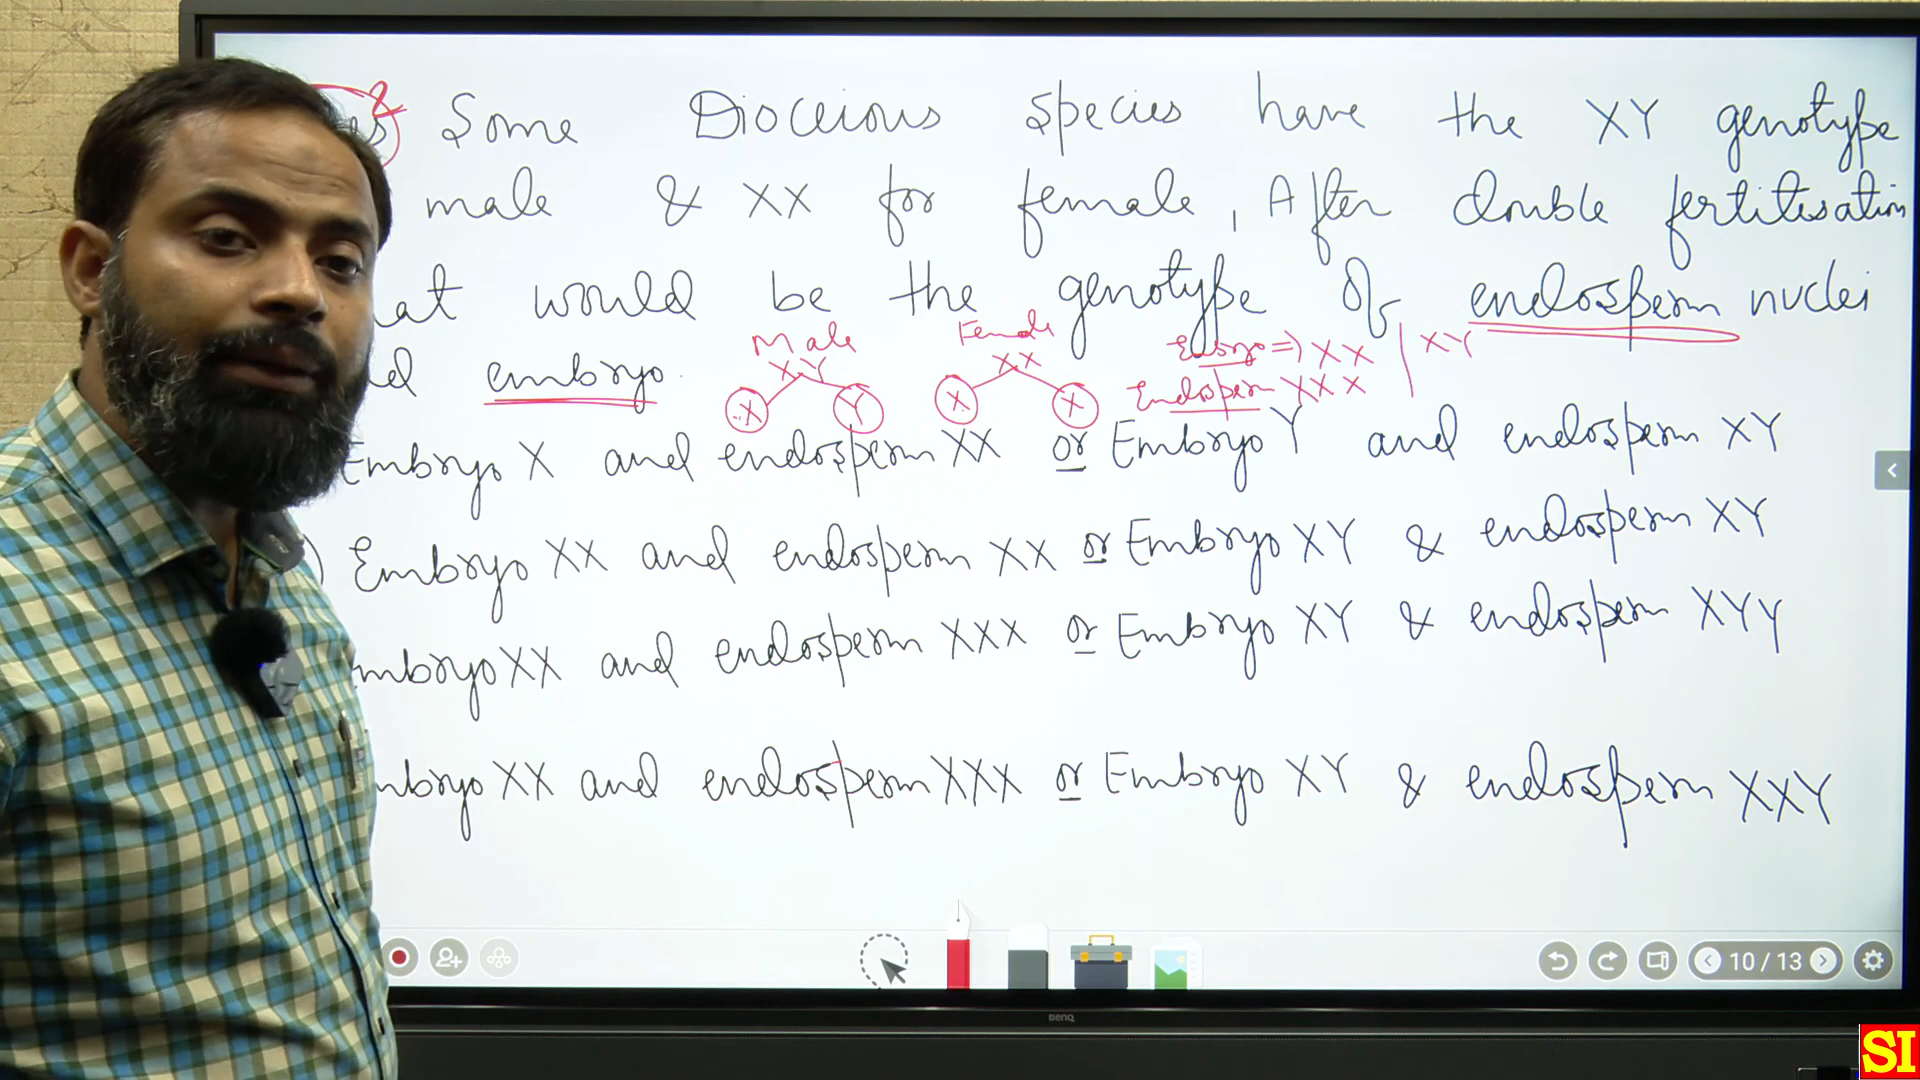 Some Dioceious species have the XY genotype
male & XX for female, After double fertilisation
at would be the genotype of endosperm nuclei
embryo.
Male
XY
X Y
Female
XX
X X
Embryo => XX | XY
Endosperm XXX
Embryo X and endosperm XX or Embryo Y and endosperm XY
) Embryo XX and endosperm XX or Embryo XY & endosperm XY
mbryo XX and endosperm XXX or Embryo XY & endosperm XYY
mbryo XX and endosperm XXX or Embryo XY & endosperm XXY
10 / 13
BenQ
SI